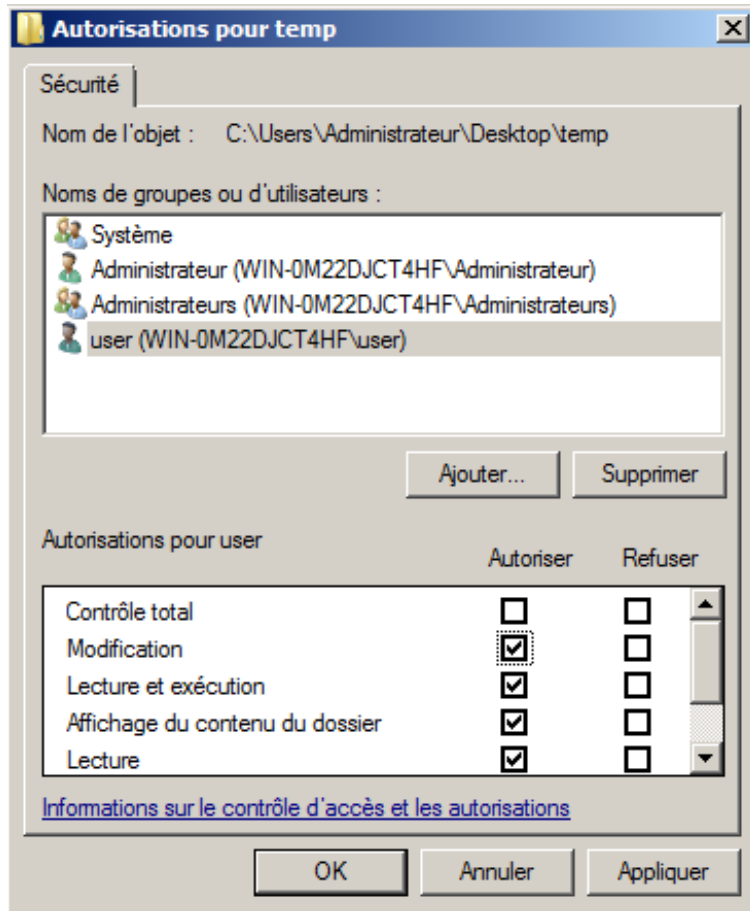 Autorisations pour temp
Sécurité
Nom de l'objet : C:\Users\Administrateur\Desktop\temp
Noms de groupes ou d'utilisateurs :
Système
Administrateur (WIN-0M22DJCT4HF\Administrateur)
Administrateurs (WIN-0M22DJCT4HF\Administrateurs)
user (WIN-0M22DJCT4HF\user)
Ajouter... Supprimer
Autorisations pour user Autoriser Refuser
Contrôle total
Modification
Lecture et exécution
Affichage du contenu du dossier
Lecture
Informations sur le contrôle d'accès et les autorisations
OK Annuler Appliquer